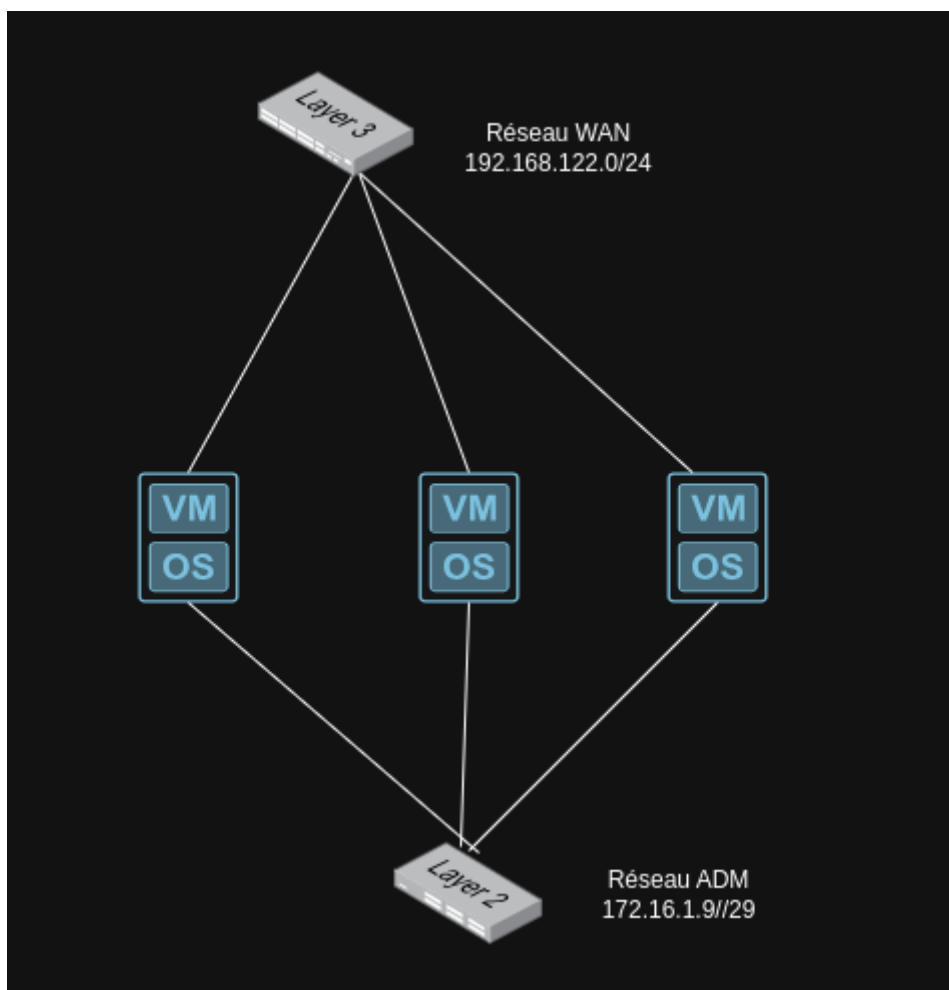 Layer 3
Réseau WAN
192.168.122.0/24
VM
OS
VM
OS
VM
OS
Layer 2
Réseau ADM
172.16.1.9//29